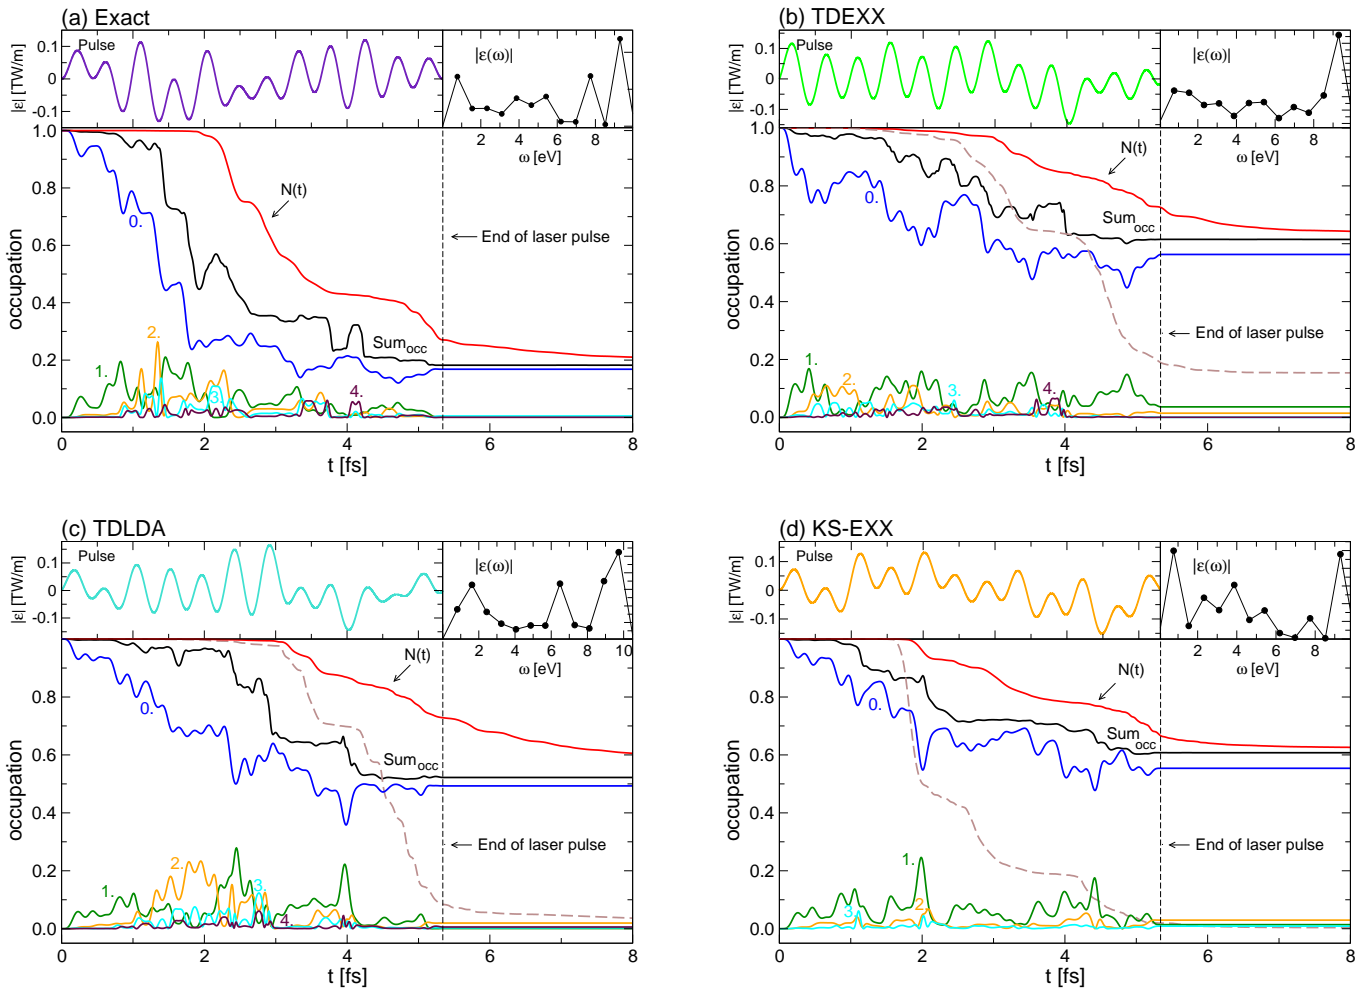 (a) Exact
|ε| [TW/m]
0.1
0
-0.1
Pulse
|ε(ω)|
2 4 6 8
ω [eV]
occupation
1.0
0.8
0.6
0.4
0.2
0.0
0.
N(t)
End of laser pulse
Sum_occ
1.
2.
3.
4.
0 2 4 6 8
t [fs]
(b) TDEXX
|ε| [TW/m]
0.1
0
-0.1
Pulse
|ε(ω)|
2 4 6 8
ω [eV]
occupation
1.0
0.8
0.6
0.4
0.2
0.0
0.
N(t)
Sum_occ
End of laser pulse
1.
2.
3.
4.
0 2 4 6 8
t [fs]
(c) TDLDA
|ε| [TW/m]
0.1
0
-0.1
Pulse
|ε(ω)|
2 4 6 8 10
ω [eV]
occupation
0.8
0.6
0.4
0.2
0.0
0.
N(t)
Sum_occ
End of laser pulse
1.
2.
3.
4.
0 2 4 6 8
t [fs]
(d) KS-EXX
|ε| [TW/m]
0.1
0
-0.1
Pulse
|ε(ω)|
2 4 6 8
ω [eV]
occupation
0.8
0.6
0.4
0.2
0.0
0.
N(t)
Sum_occ
End of laser pulse
1.
2.
3.
0 2 4 6 8
t [fs]